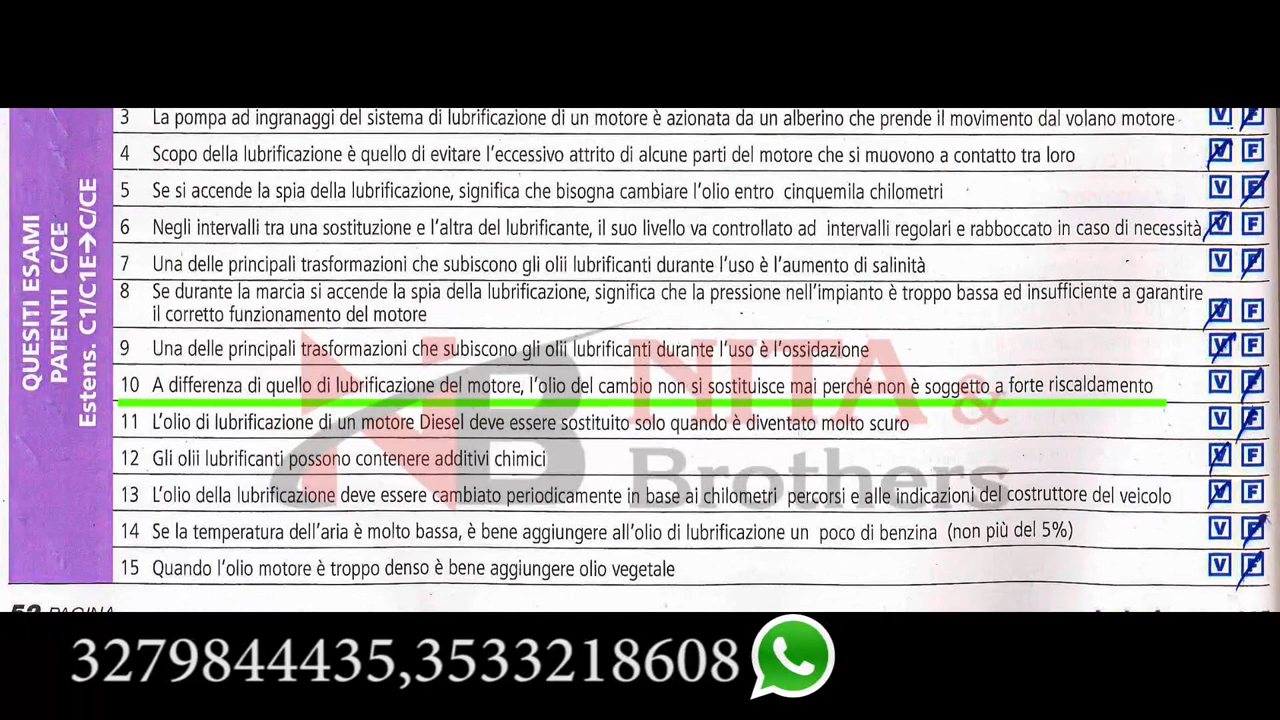 3 La pompa ad ingranaggi del sistema di lubrificazione di un motore è azionata da un alberino che prende il movimento dal volano motore V F
4 Scopo della lubrificazione è quello di evitare l'eccessivo attrito di alcune parti del motore che si muovono a contatto tra loro V F
5 Se si accende la spia della lubrificazione, significa che bisogna cambiare l'olio entro cinquemila chilometri V F
6 Negli intervalli tra una sostituzione e l'altra del lubrificante, il suo livello va controllato ad intervalli regolari e rabboccato in caso di necessità V F
7 Una delle principali trasformazioni che subiscono gli olii lubrificanti durante l'uso è l'aumento di salinità V F
8 Se durante la marcia si accende la spia della lubrificazione, significa che la pressione nell'impianto è troppo bassa ed insufficiente a garantire
il corretto funzionamento del motore V F
9 Una delle principali trasformazioni che subiscono gli olii lubrificanti durante l'uso è l'ossidazione V F
10 A differenza di quello di lubrificazione del motore, l'olio del cambio non si sostituisce mai perché non è soggetto a forte riscaldamento V F
11 L'olio di lubrificazione di un motore Diesel deve essere sostituito solo quando è diventato molto scuro V F
12 Gli olii lubrificanti possono contenere additivi chimici V F
13 L'olio della lubrificazione deve essere cambiato periodicamente in base ai chilometri percorsi e alle indicazioni del costruttore del veicolo V F
14 Se la temperatura dell'aria è molto bassa, è bene aggiungere all'olio di lubrificazione un poco di benzina (non più del 5%) V F
15 Quando l'olio motore è troppo denso è bene aggiungere olio vegetale V F
QUESITI ESAMI
PATENTI C/CE
Estens. C1/C1E→C/CE
NB NITA &
Brothers
52 PAGINA
3279844435,3533218608